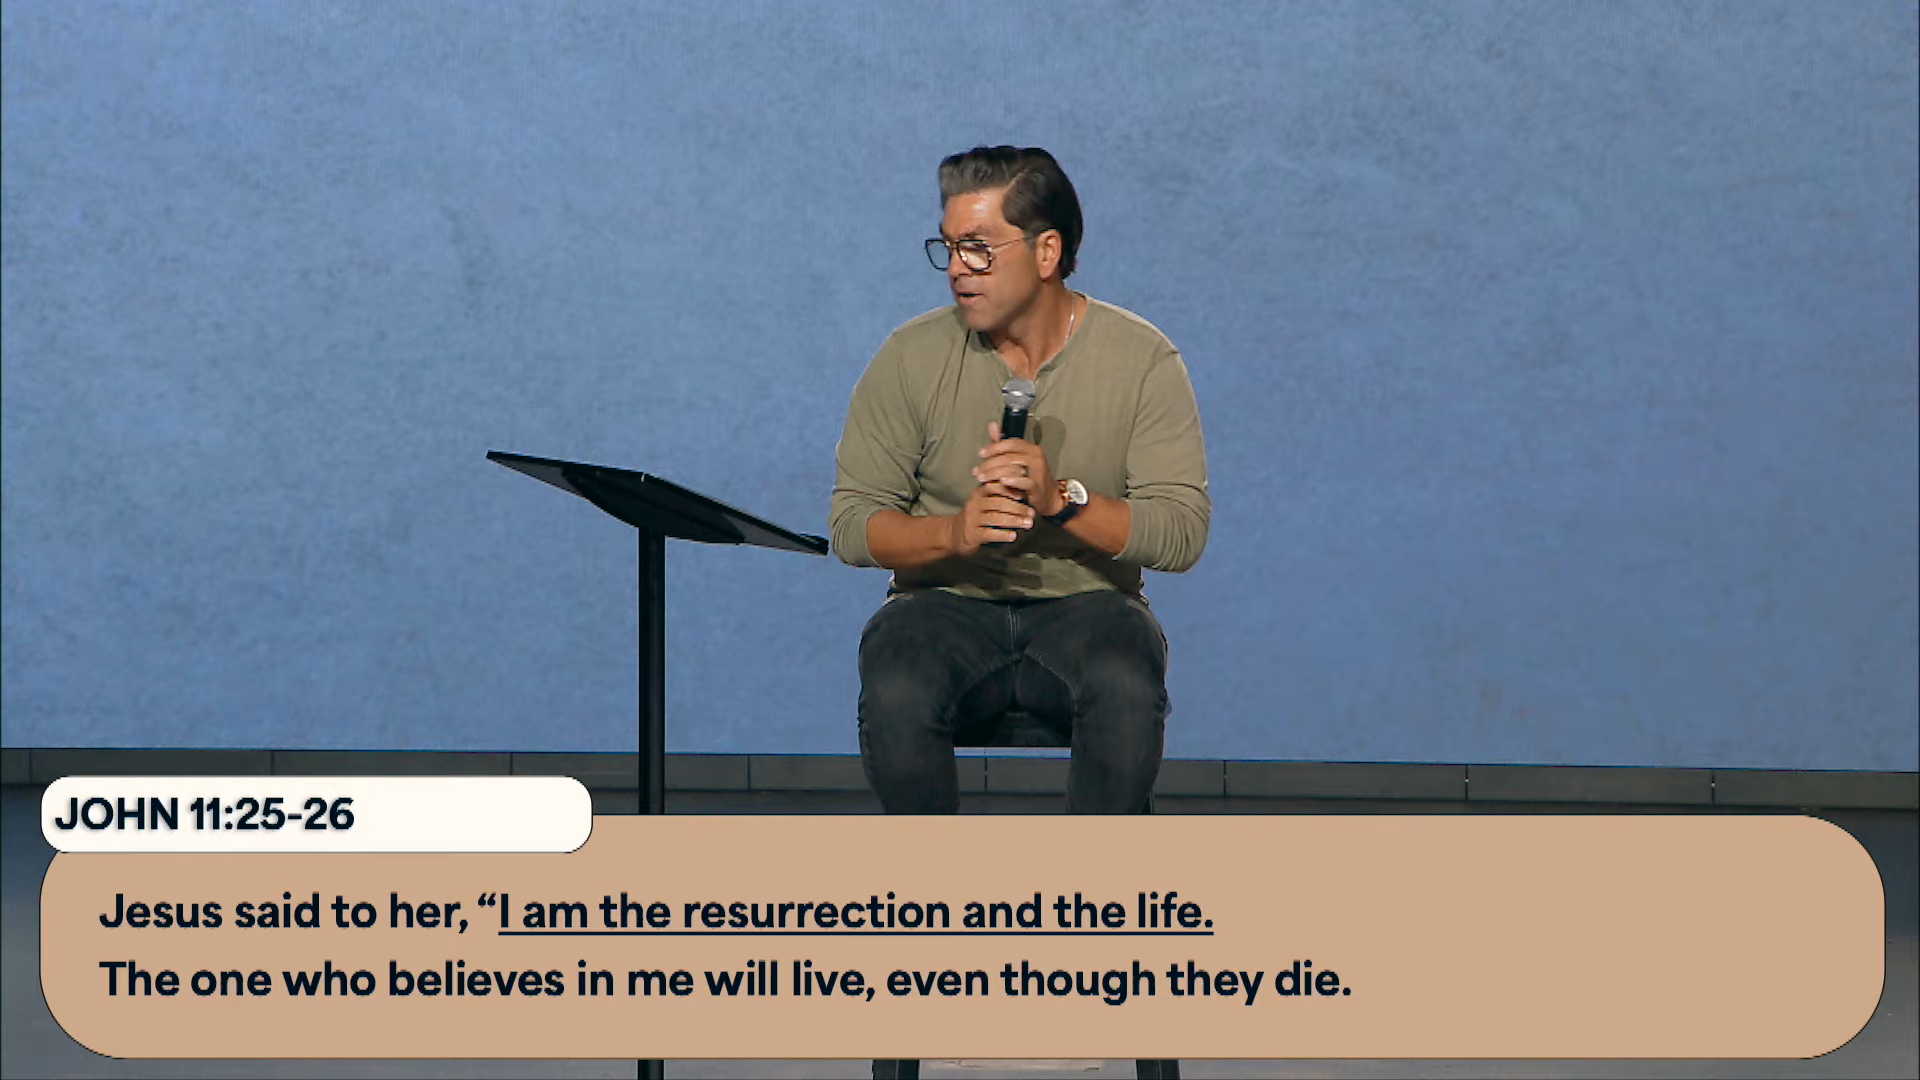 JOHN 11:25-26
Jesus said to her, “I am the resurrection and the life.
The one who believes in me will live, even though they die.